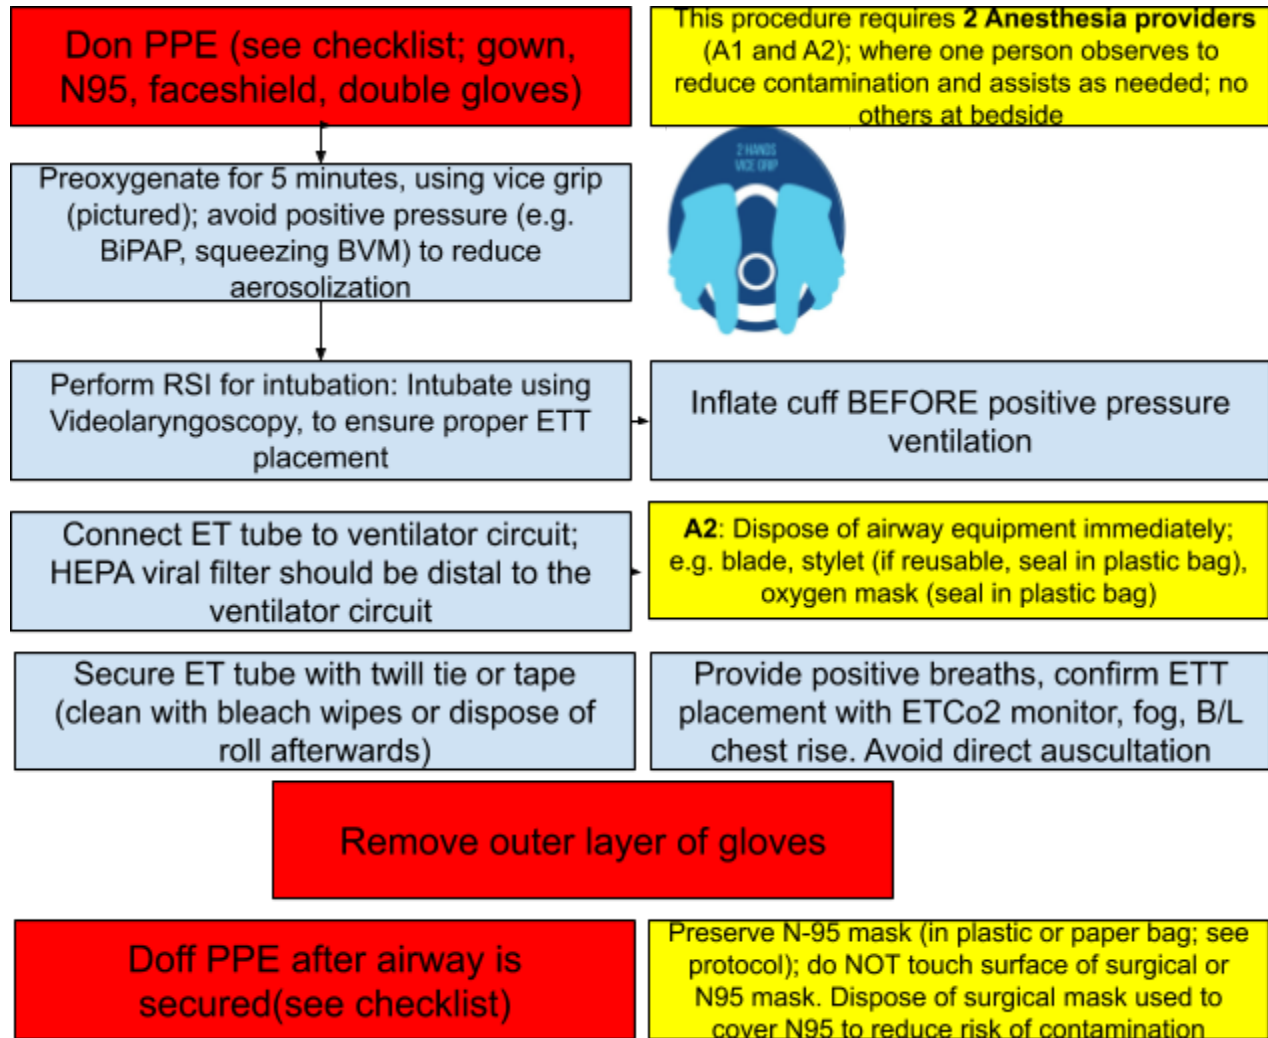 Don PPE (see checklist; gown,
N95, faceshield, double gloves)
This procedure requires 2 Anesthesia providers
(A1 and A2); where one person observes to
reduce contamination and assists as needed; no
others at bedside
2 HANDS
VICE GRIP
Preoxygenate for 5 minutes, using vice grip
(pictured); avoid positive pressure (e.g.
BiPAP, squeezing BVM) to reduce
aerosolization
Perform RSI for intubation: Intubate using
Videolaryngoscopy, to ensure proper ETT
placement
Inflate cuff BEFORE positive pressure
ventilation
Connect ET tube to ventilator circuit;
HEPA viral filter should be distal to the
ventilator circuit
A2: Dispose of airway equipment immediately;
e.g. blade, stylet (if reusable, seal in plastic bag),
oxygen mask (seal in plastic bag)
Secure ET tube with twill tie or tape
(clean with bleach wipes or dispose of
roll afterwards)
Provide positive breaths, confirm ETT
placement with ETCo2 monitor, fog, B/L
chest rise. Avoid direct auscultation
Remove outer layer of gloves
Doff PPE after airway is
secured(see checklist)
Preserve N-95 mask (in plastic or paper bag; see
protocol); do NOT touch surface of surgical or
N95 mask. Dispose of surgical mask used to
cover N95 to reduce risk of contamination